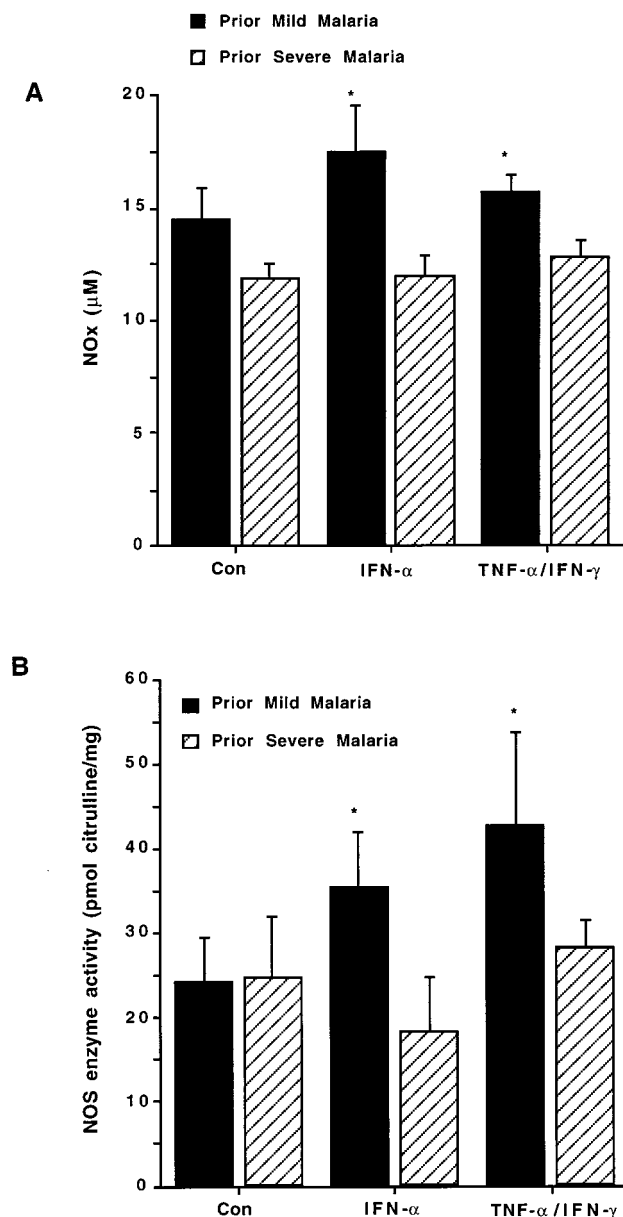 Prior Mild Malaria
Prior Severe Malaria
A
20
*
*
15
10
5
0
NOx (μM)
Con IFN-α TNF-α/IFN-γ
B
60
Prior Mild Malaria
Prior Severe Malaria
*
*
50
40
30
20
10
0
NOS enzyme activity (pmol citrulline/mg)
Con IFN-α TNF-α/IFN-γ